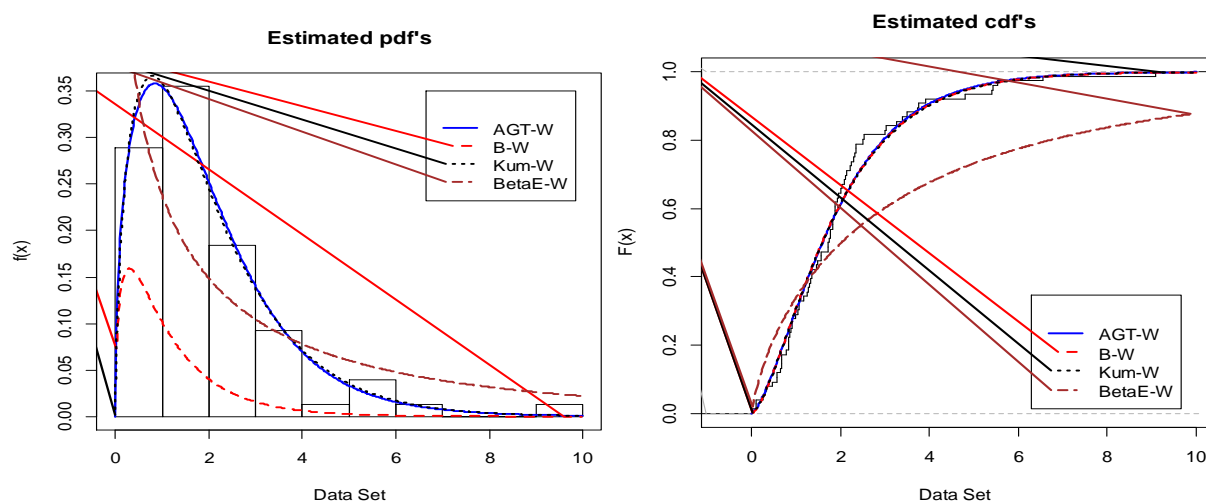 Estimated pdf's
f(x)
0.35
0.30
0.25
0.20
0.15
0.10
0.05
0.00
AGT-W
B-W
Kum-W
BetaE-W
0 2 4 6 8 10
Data Set
Estimated cdf's
F(x)
1.0
0.8
0.6
0.4
0.2
0.0
AGT-W
B-W
Kum-W
BetaE-W
0 2 4 6 8 10
Data Set